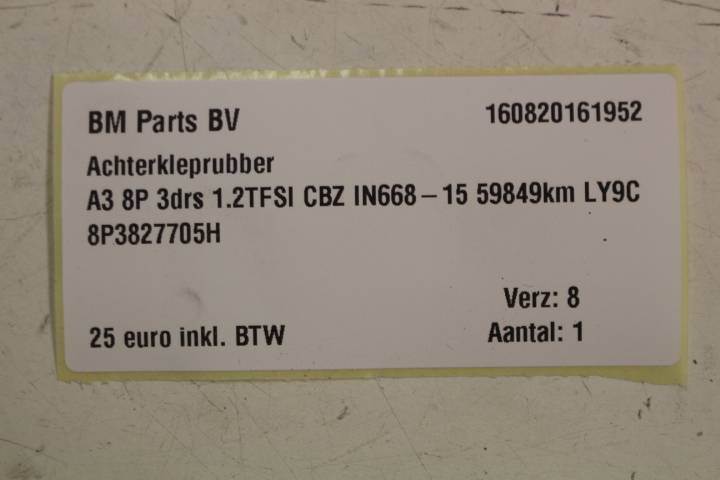 BM Parts BV 160820161952
Achterkleprubber
A3 8P 3drs 1.2TFSI CBZ IN668-15 59849km LY9C
8P3827705H
Verz: 8
25 euro inkl. BTW Aantal: 1